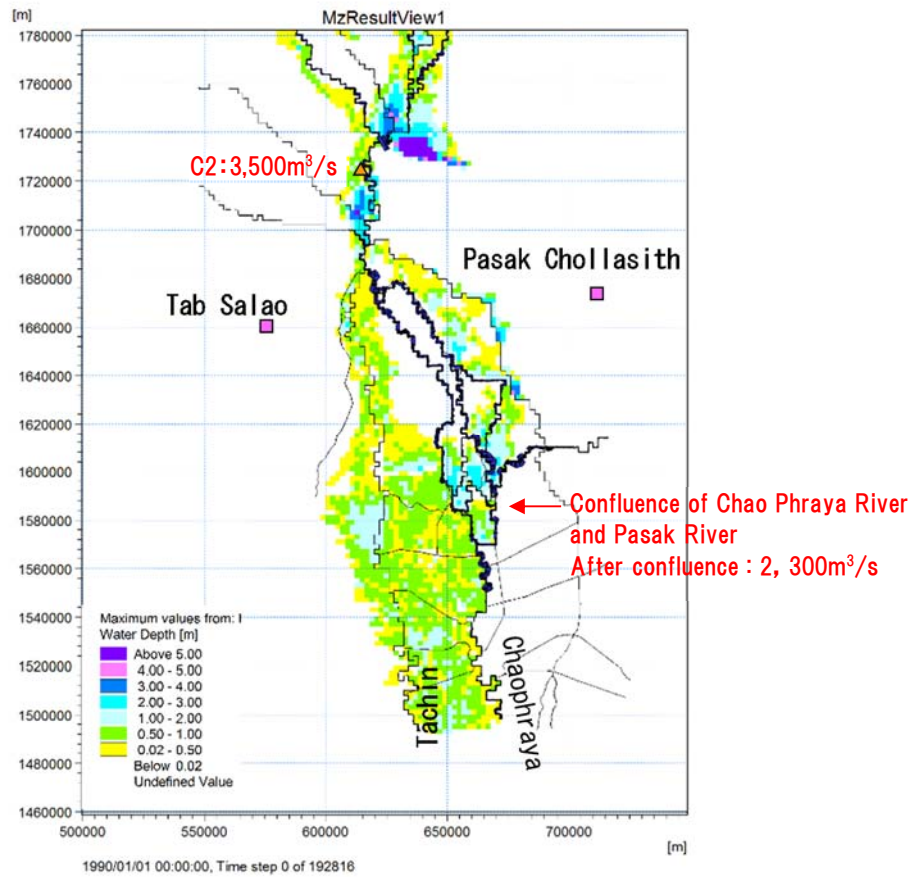 [m]
MzResultView1
1780000
1760000
1740000
C2:3,500m³/s
1720000
1700000
Pasak Chollasith
1680000
Tab Salao
1660000
1640000
1620000
1600000
Confluence of Chao Phraya River
and Pasak River
After confluence : 2, 300m³/s
1580000
1560000
1540000
Maximum values from: I
Water Depth [m]
Above 5.00
4.00 - 5.00
3.00 - 4.00
2.00 - 3.00
1.00 - 2.00
0.50 - 1.00
0.02 - 0.50
Below 0.02
Undefined Value
Tachin
Chaophraya
1520000
1500000
1480000
1460000
500000
550000
600000
650000
700000
[m]
1990/01/01 00:00:00, Time step 0 of 192816